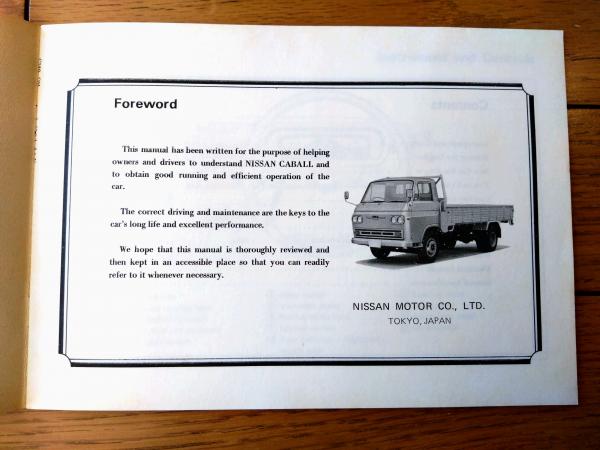 Foreword
This manual has been written for the purpose of helping
owners and drivers to understand NISSAN CABALL and
to obtain good running and efficient operation of the
car.
The correct driving and maintenance are the keys to the
car's long life and excellent performance.
We hope that this manual is thoroughly reviewed and
then kept in an accessible place so that you can readily
refer to it whenever necessary.
NISSAN MOTOR CO., LTD.
TOKYO, JAPAN